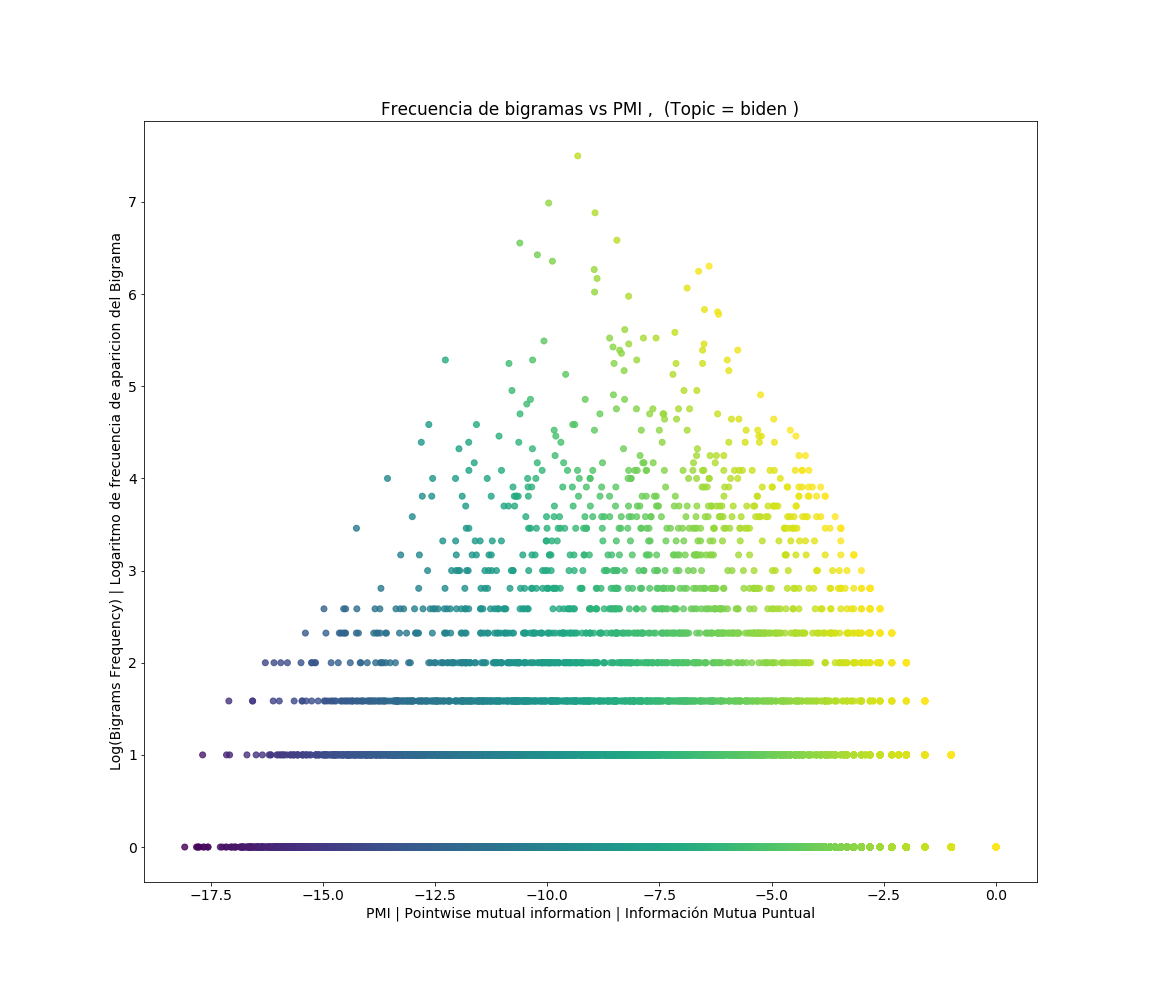 Frecuencia de bigramas vs PMI ,  (Topic = biden )
Log(Bigrams Frequency) | Logaritmo de frecuencia de aparicion del Bigrama
7
6
5
4
3
2
1
0
−17.5 −15.0 −12.5 −10.0 −7.5 −5.0 −2.5 0.0
PMI | Pointwise mutual information | Información Mutua Puntual